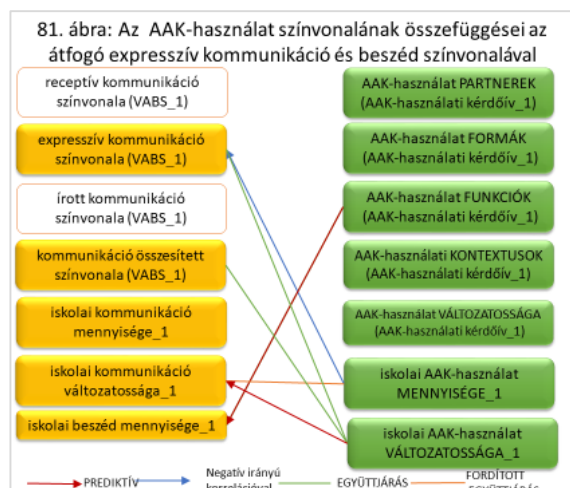 81. ábra: Az AAK-használat színvonalának összefüggései az
átfogó expresszív kommunikáció és beszéd színvonalával
receptív kommunikáció
színvonala (VABS_1)
expresszív kommunikáció
színvonala (VABS_1)
írott kommunikáció
színvonala (VABS_1)
kommunikáció összesített
színvonala (VABS_1)
iskolai kommunikáció
mennyisége_1
iskolai kommunikáció
változatossága_1
iskolai beszéd mennyisége_1
AAK-használat PARTNEREK
(AAK-használati kérdőív_1)
AAK-használat FORMÁK
(AAK-használati kérdőív_1)
AAK-használat FUNKCIÓK
(AAK-használati kérdőív_1)
AAK-használati KONTEXTUSOK
(AAK-használati kérdőív_1)
AAK-használat VÁLTOZATOSSÁGA
(AAK-használati kérdőív_1)
iskolai AAK-használat
MENNYISÉGE_1
iskolai AAK-használat
VÁLTOZATOSSÁGA_1
PREDIKTÍV
Negatív irányú
korrelációval
EGYÜTTJÁRÁS
FORDÍTOTT
EGYÜTTJÁRÁS